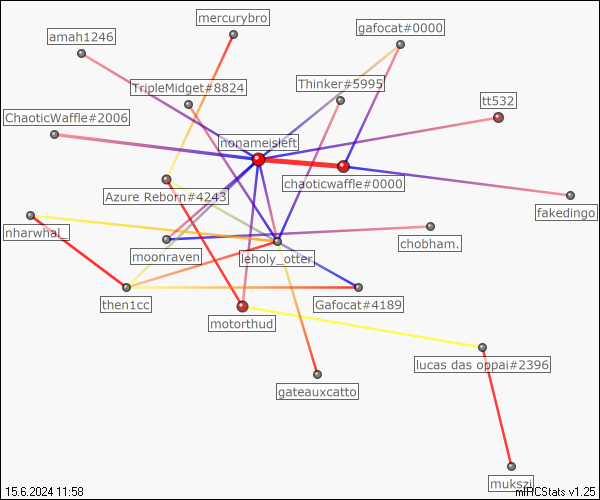 mercurybro
gafocat#0000
amah1246
TripleMidget#8824
Thinker#5995
tt532
ChaoticWaffle#2006
nonameisleft
chaoticwaffle#0000
Azure Reborn#4243
fakedingo
nharwhal_
chobham.
moonraven
leholy_otter
then1cc
Gafocat#4189
motorthud
lucas das oppai#2396
gateauxcatto
mukszi
15.6.2024 11:58
mIRCStats v1.25